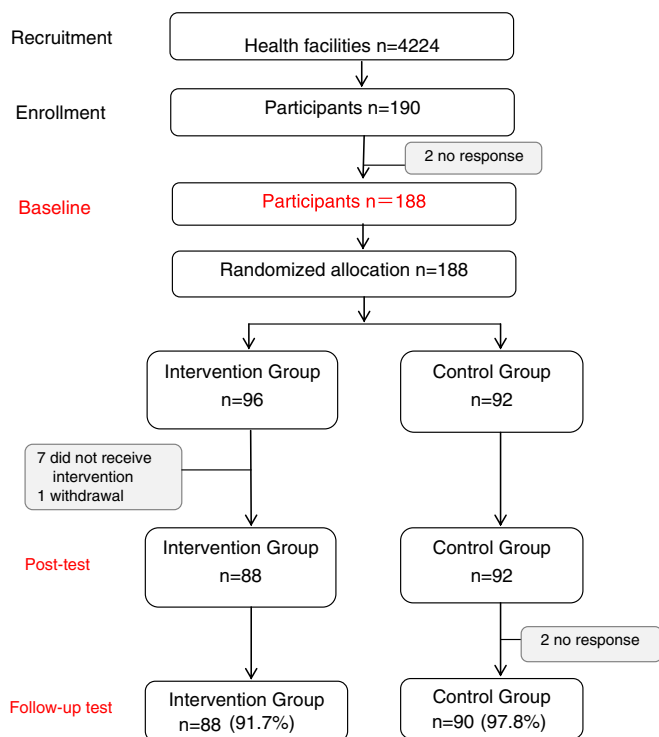 Recruitment
Health facilities n=4224
Enrollment
Participants n=190
2 no response
Baseline
Participants n=188
Randomized allocation n=188
Intervention Group
n=96
Control Group
n=92
7 did not receive
intervention
1 withdrawal
Post-test
Intervention Group
n=88
Control Group
n=92
2 no response
Follow-up test
Intervention Group
n=88 (91.7%)
Control Group
n=90 (97.8%)